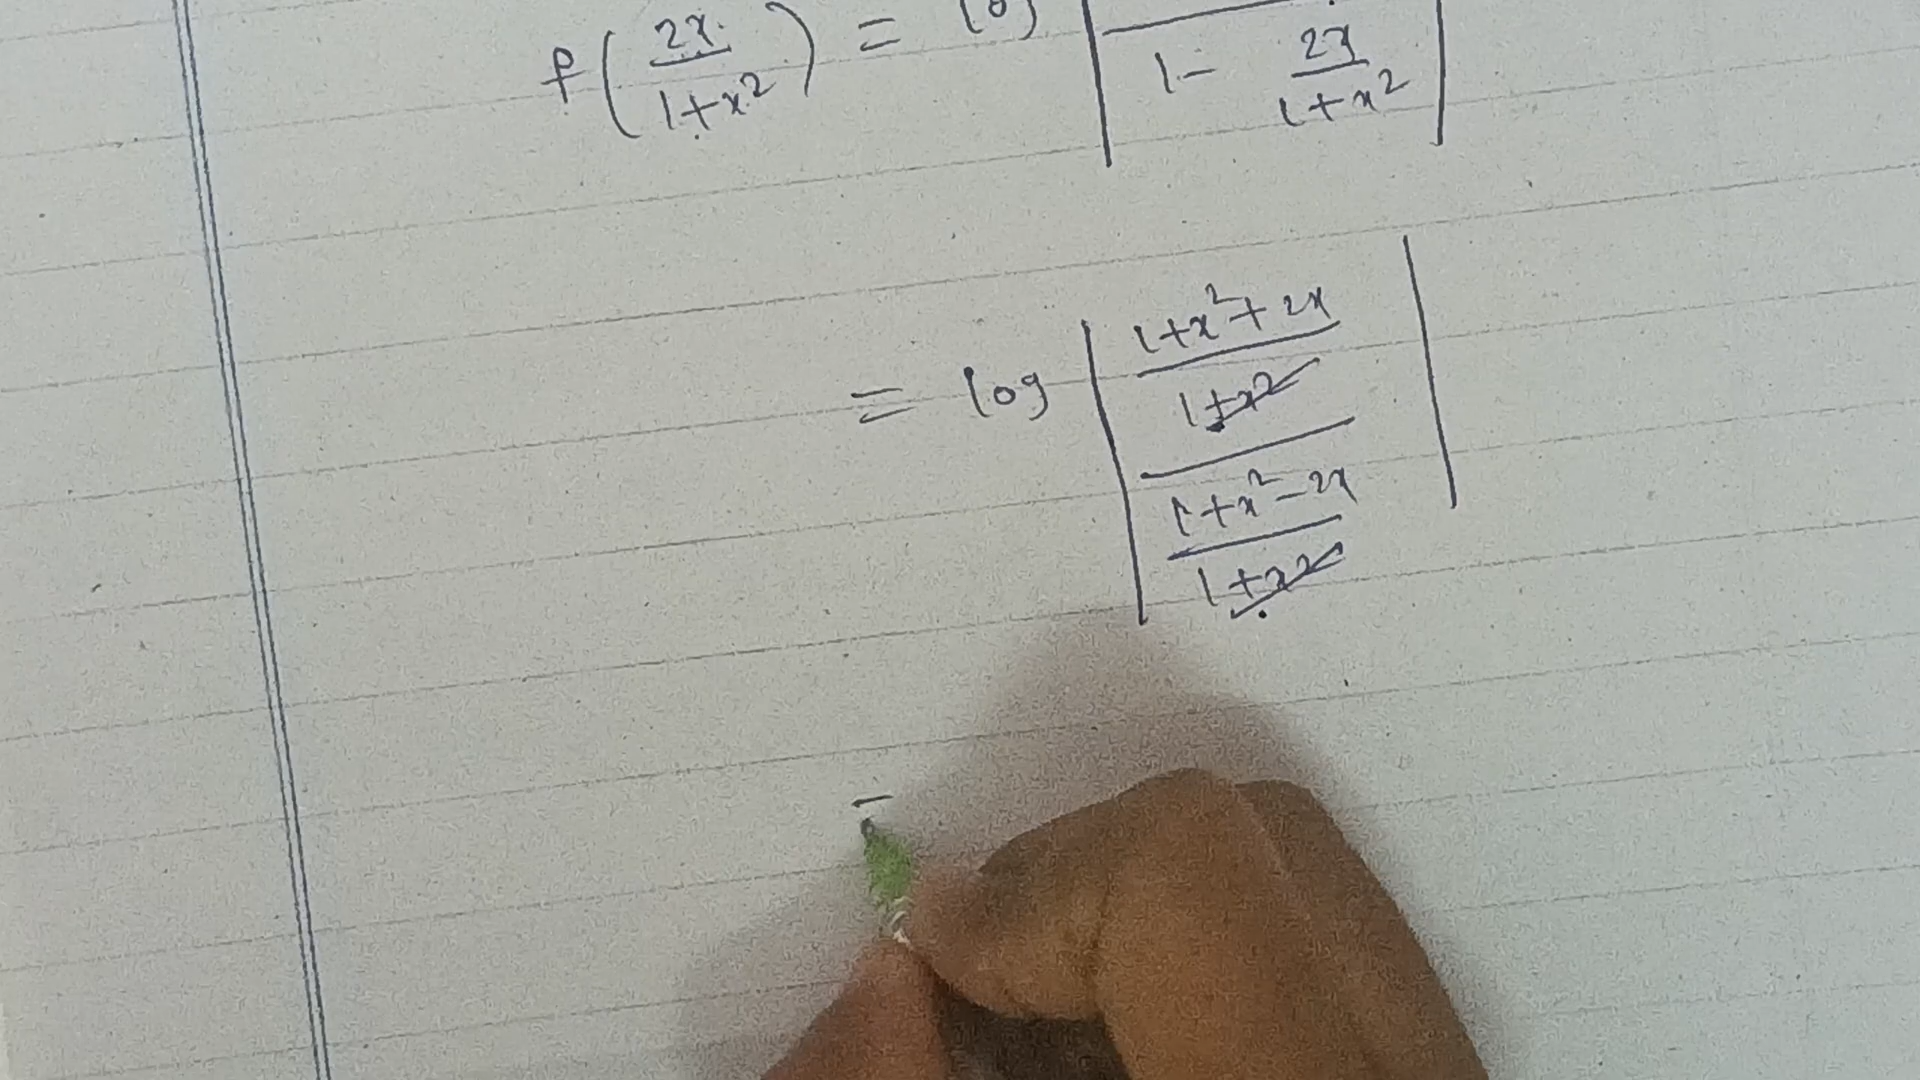 f(2x/(1+x²)) = log | / (1 - 2x/(1+x²)) |
= log | ((1+x²+2x)/(1+x²)) / ((1+x²-2x)/(1+x²)) |